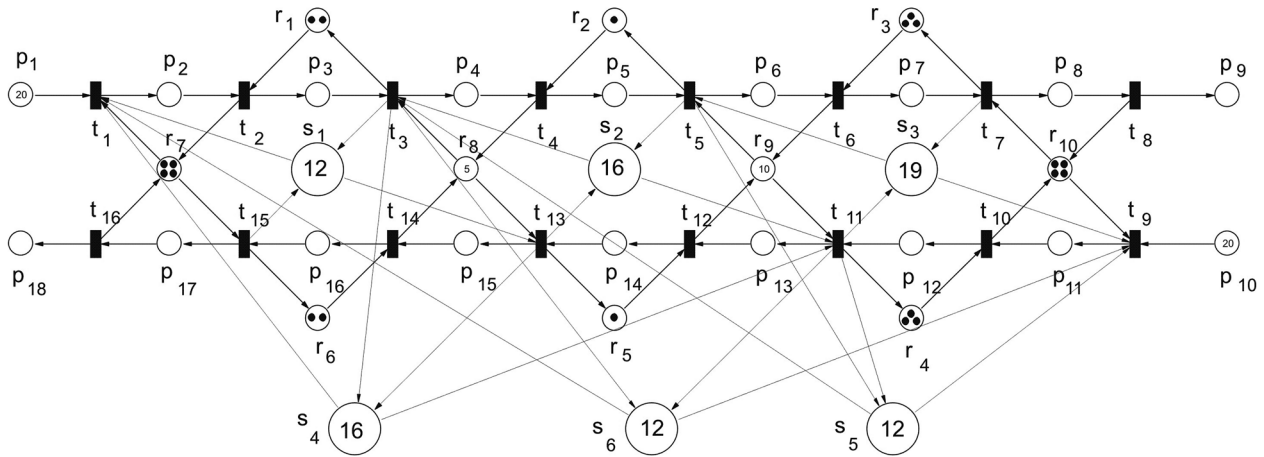 r1 r2 r3
p1 p2 p3 p4 p5 p6 p7 p8 p9
20
t1 r7 t2 s1 t3 r8 t4 s2 t5 r9 t6 s3 t7 r10 t8
12 5 16 10 19
t16 t15 t14 t13 t12 t11 t10 t9
20
p18 p17 p16 p15 p14 p13 p12 p11 p10
r6 r5 r4
s4 16 s6 12 s5 12